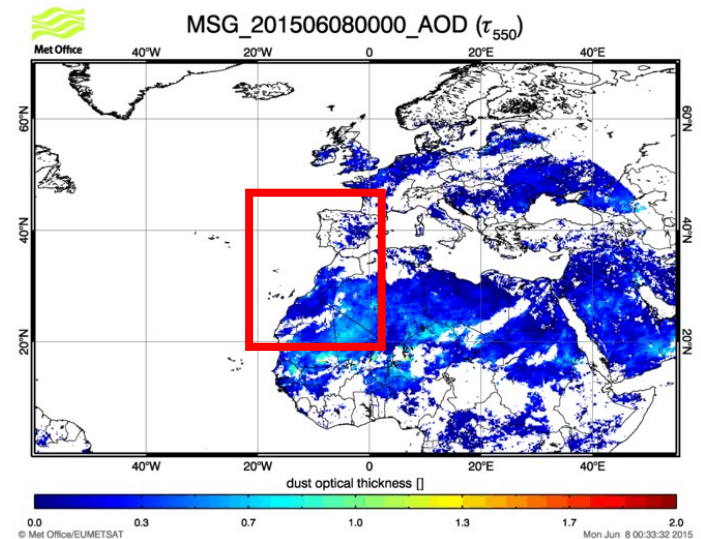 MSG_201506080000_AOD (τ550)
Met Office
40°W 20°W 0 20°E 40°E
60°N 60°N
40°N 40°N
20°N 20°N
40°W 20°W 0 20°E 40°E
dust optical thickness []
0.0 0.3 0.7 1.0 1.3 1.7 2.0
© Met Office/EUMETSAT Mon Jun 8 00:33:32 2015